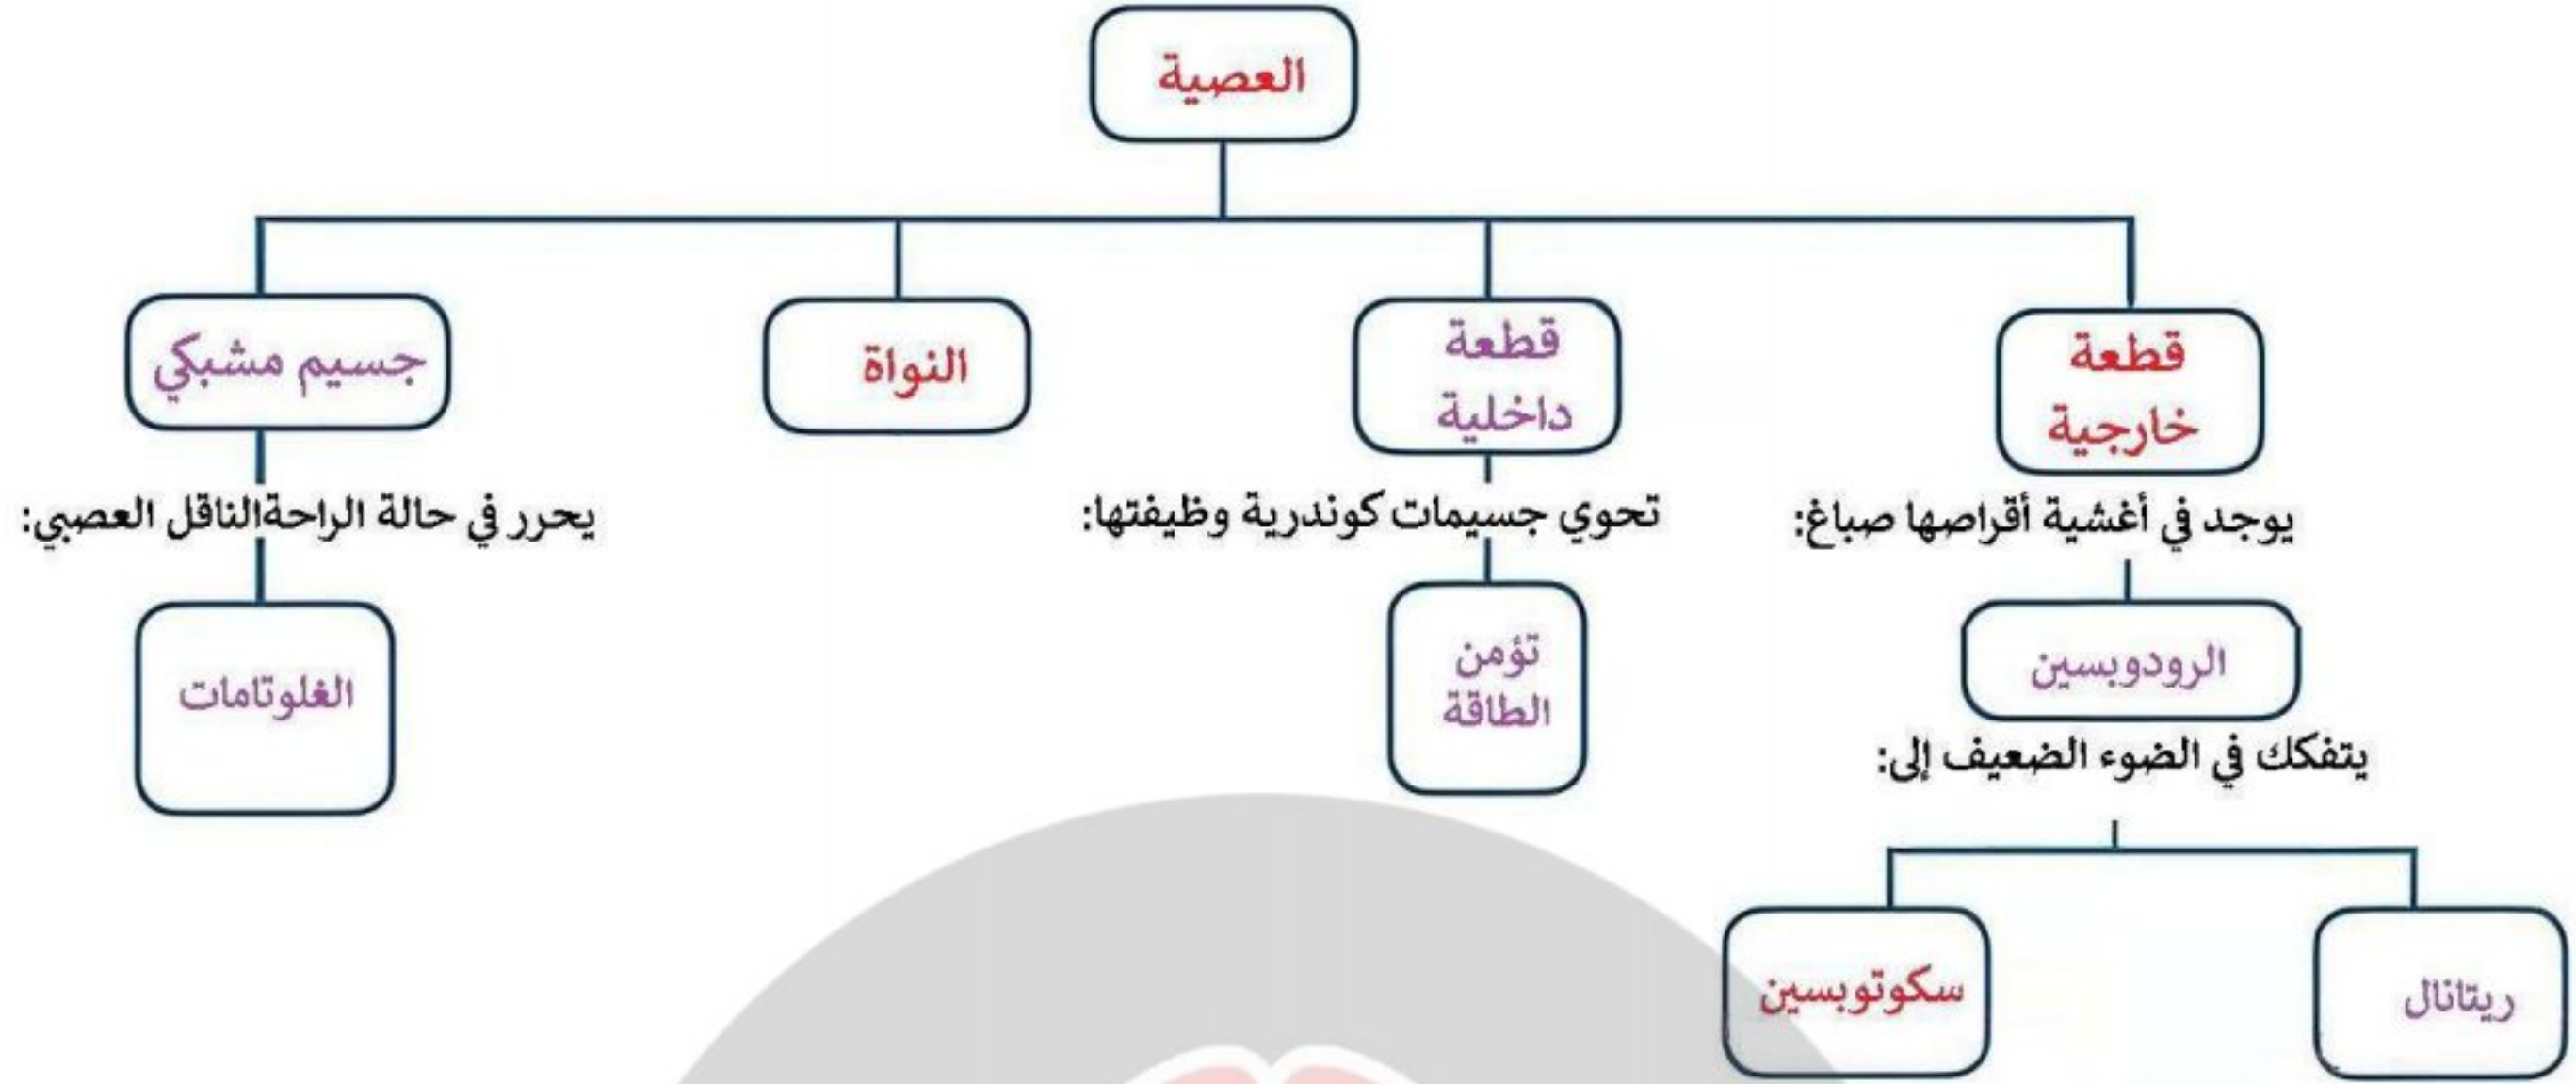 العصية
قطعة
خارجية
قطعة
داخلية
النواة
جسيم مشبكي
يوجد في أغشية أقراصها صباغ:
تحوي جسيمات كوندرية وظيفتها:
يحرر في حالة الراحةالناقل العصبي:
الرودوبسين
تؤمن
الطاقة
الغلوتامات
يتفكك في الضوء الضعيف إلى:
ريتانال
سكوتوبسين